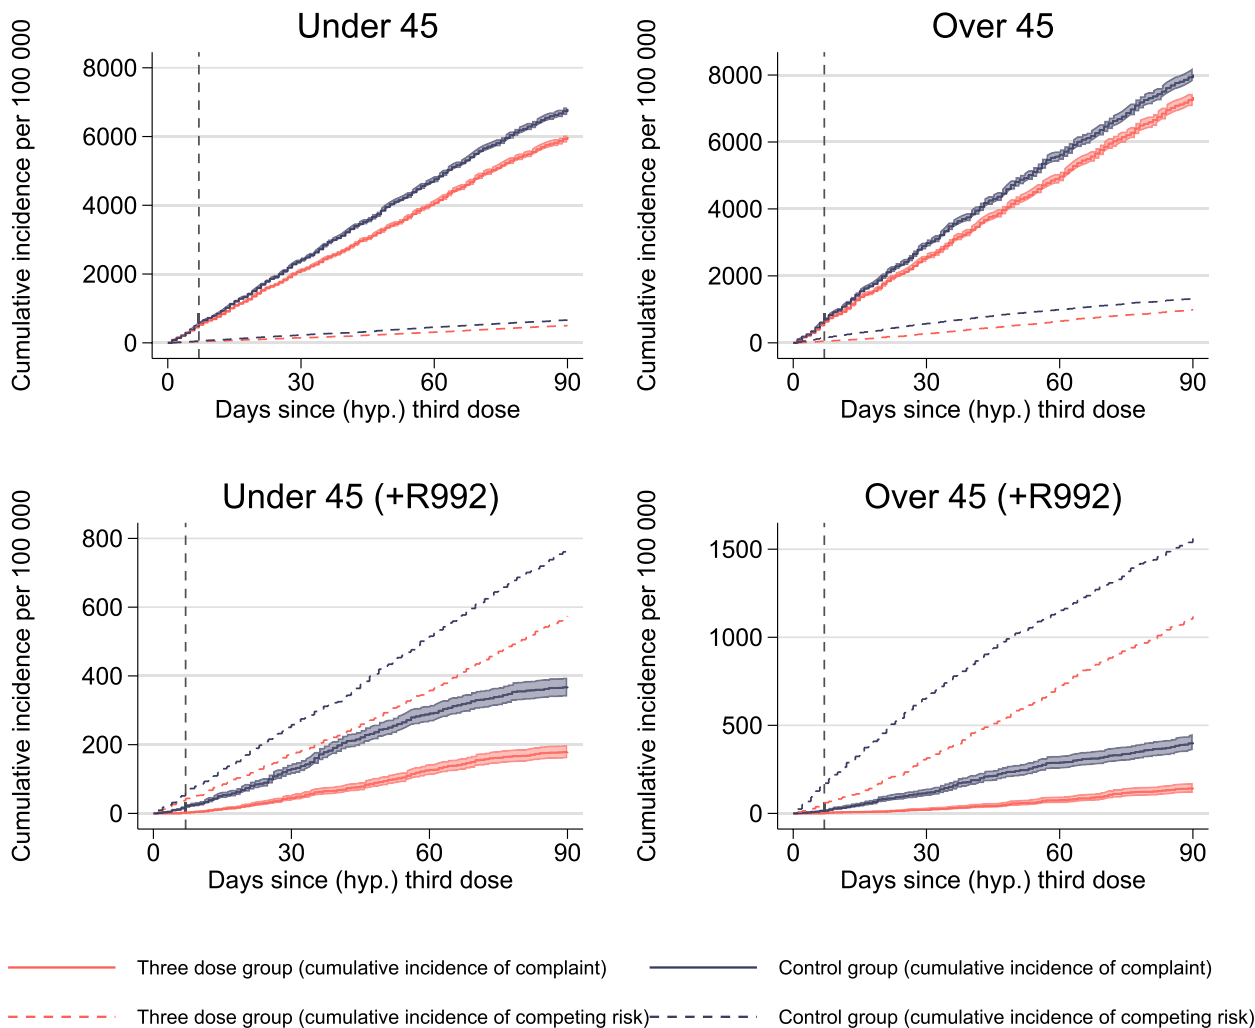 Under 45
Over 45
Cumulative incidence per 100 000
8000
6000
4000
2000
0
0 30 60 90
Days since (hyp.) third dose
Cumulative incidence per 100 000
8000
6000
4000
2000
0
0 30 60 90
Days since (hyp.) third dose
Under 45 (+R992)
Over 45 (+R992)
Cumulative incidence per 100 000
800
600
400
200
0
0 30 60 90
Days since (hyp.) third dose
Cumulative incidence per 100 000
1500
1000
500
0
0 30 60 90
Days since (hyp.) third dose
Three dose group (cumulative incidence of complaint)
Control group (cumulative incidence of complaint)
Three dose group (cumulative incidence of competing risk)
Control group (cumulative incidence of competing risk)